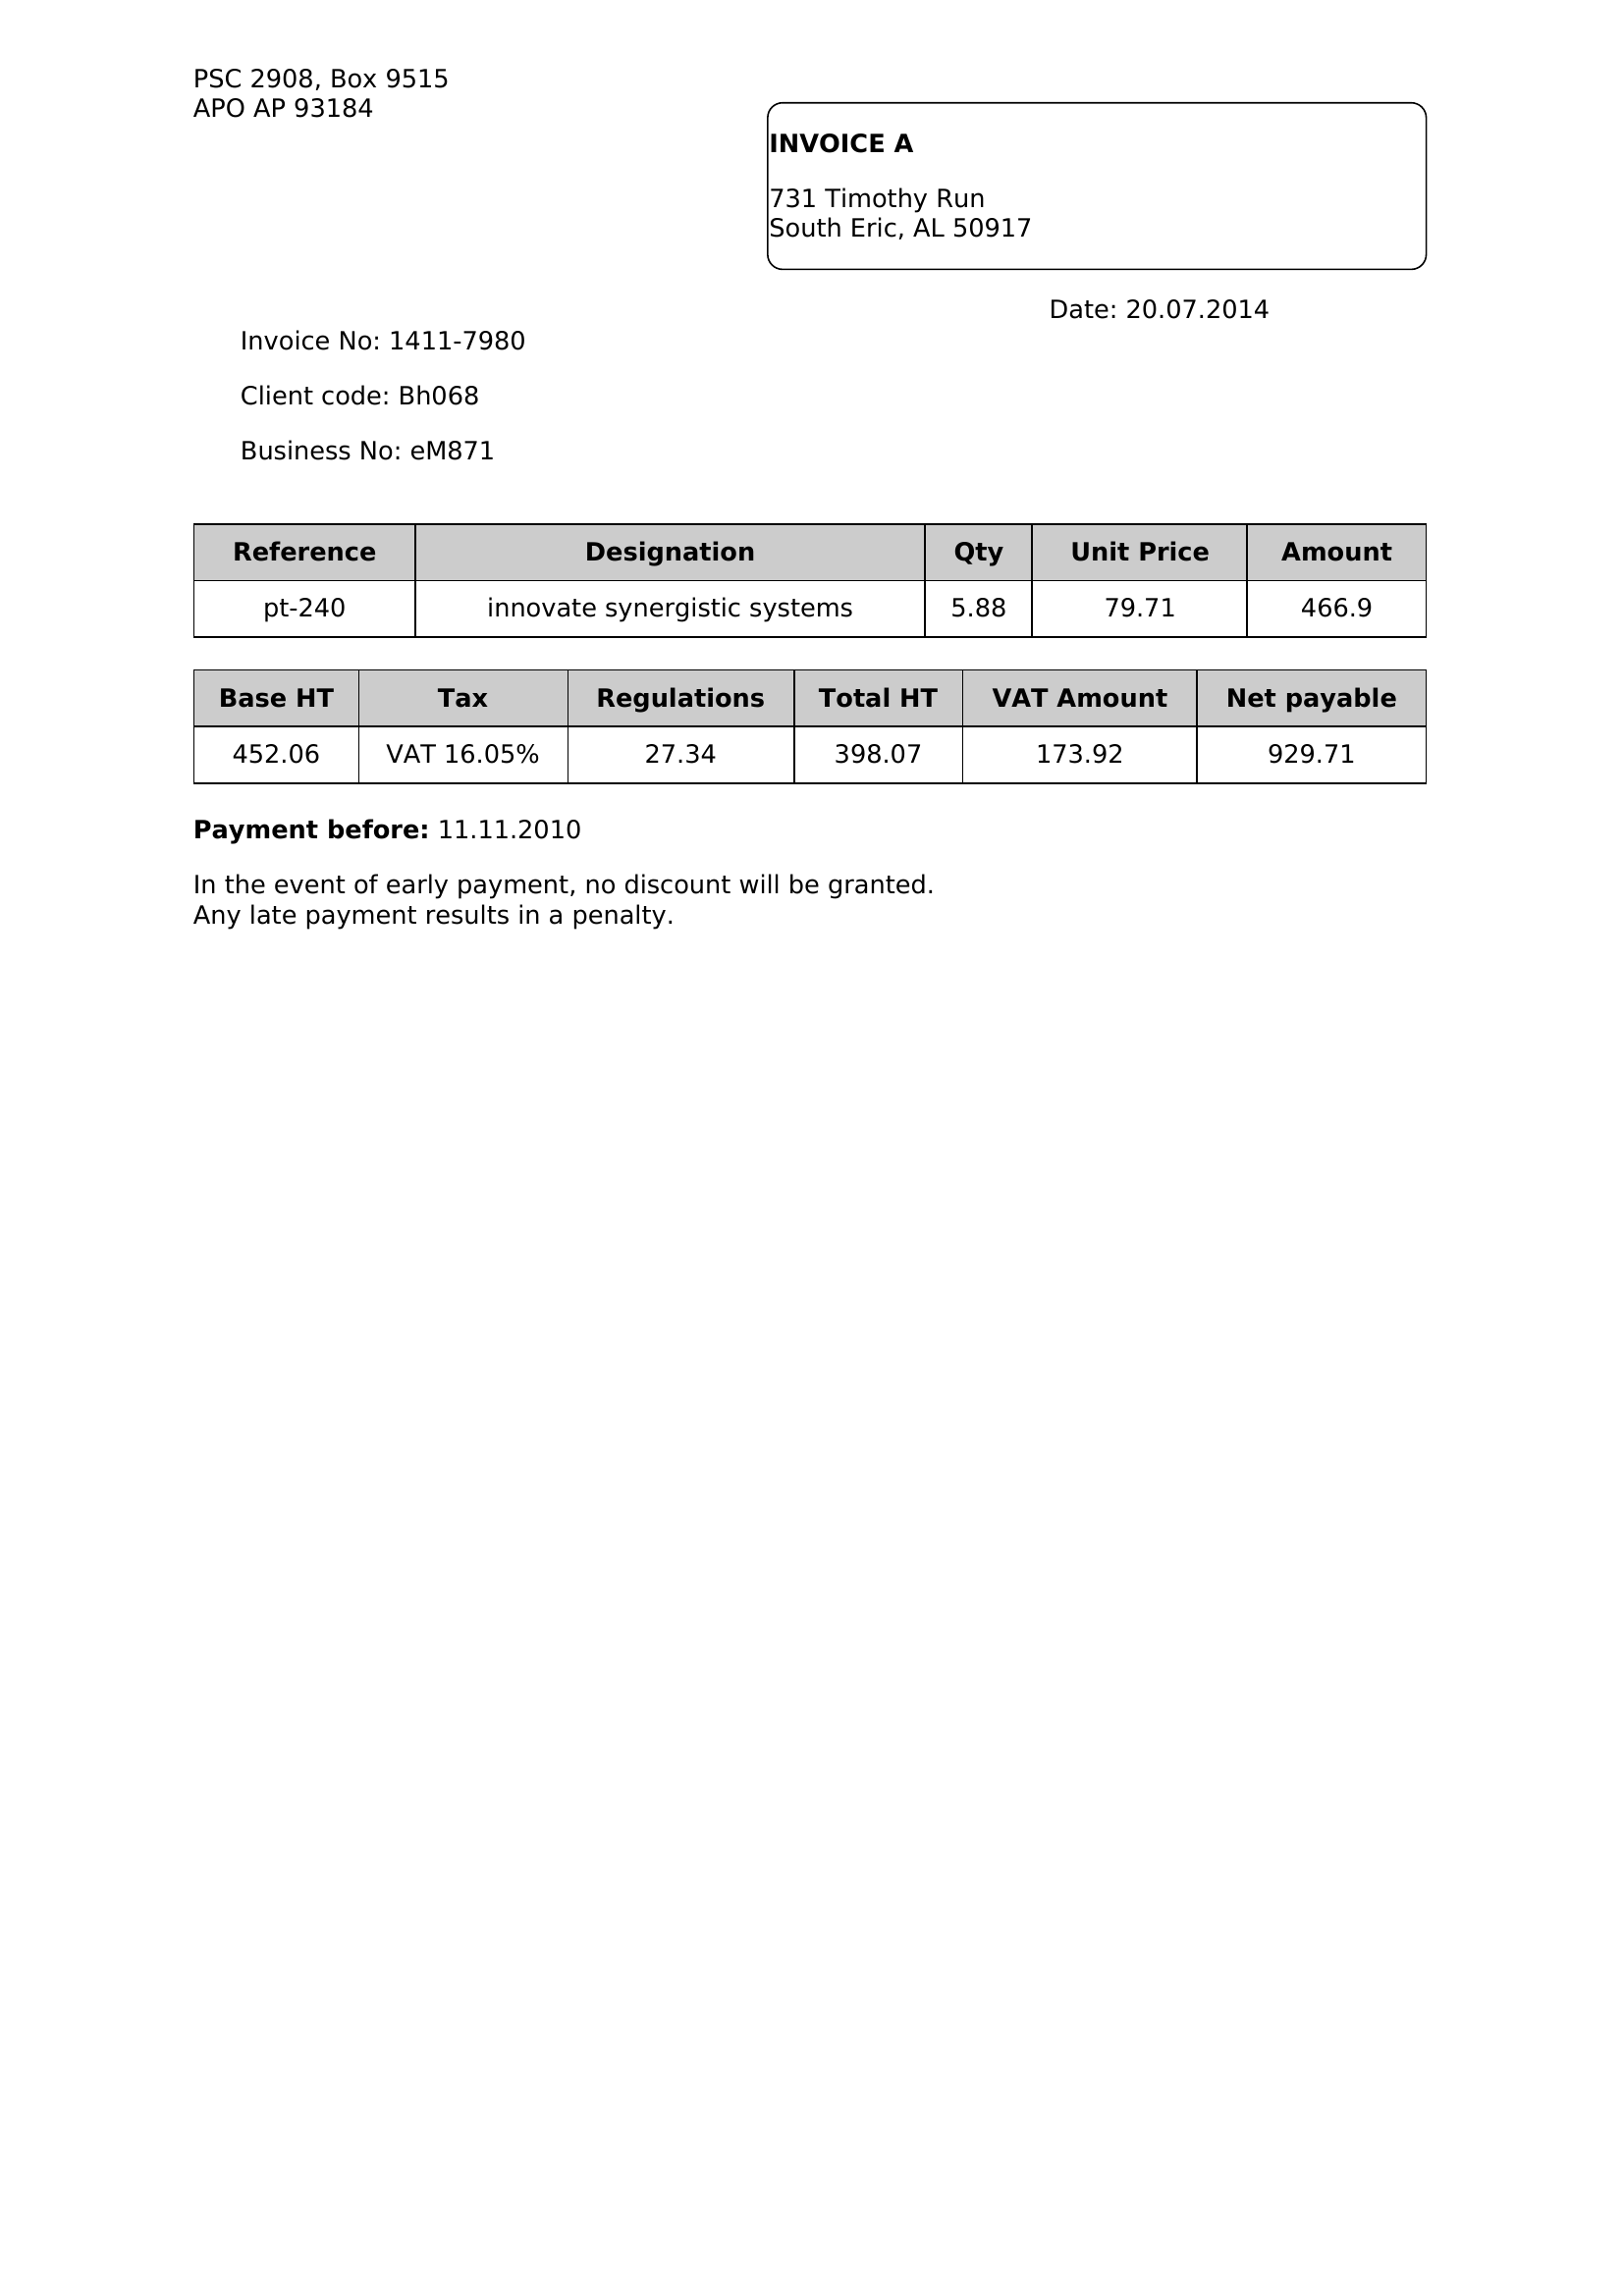 PSC 2908, Box 9515
APO AP 93184
INVOICE A
731 Timothy Run
South Eric, AL 50917
Date: 20.07.2014
Invoice No: 1411-7980
Client code: Bh068
Business No: eM871
Reference Designation Qty Unit Price Amount
pt-240 innovate synergistic systems 5.88 79.71 466.9
Base HT Tax Regulations Total HT VAT Amount Net payable
452.06 VAT 16.05% 27.34 398.07 173.92 929.71
Payment before: 11.11.2010
In the event of early payment, no discount will be granted.
Any late payment results in a penalty.